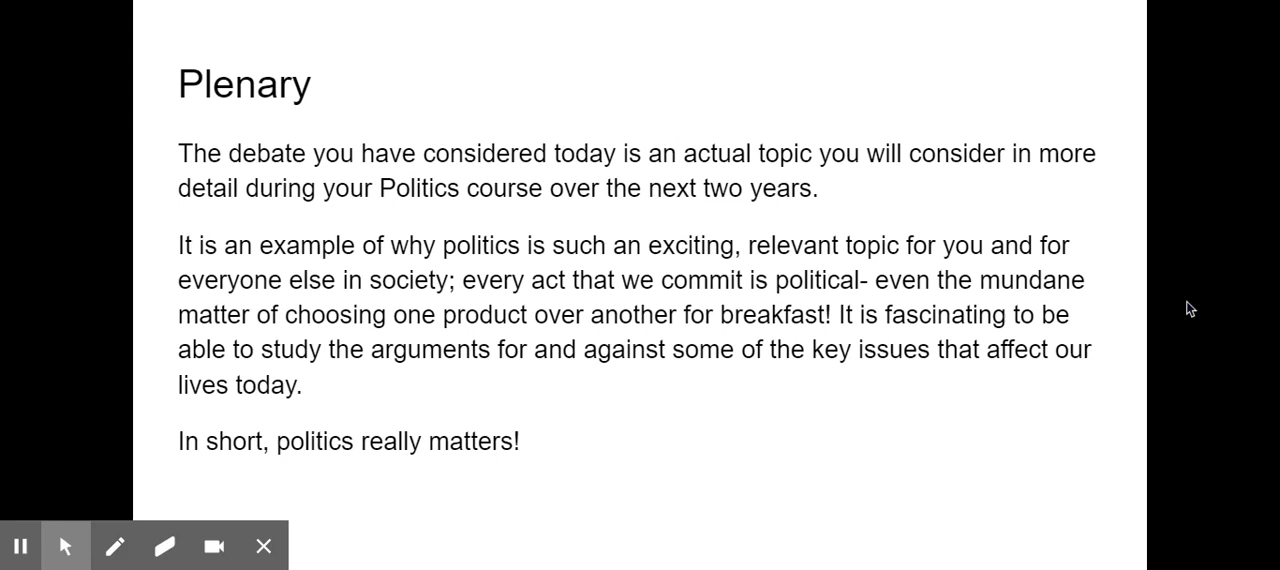 Plenary
The debate you have considered today is an actual topic you will consider in more
detail during your Politics course over the next two years.
It is an example of why politics is such an exciting, relevant topic for you and for
everyone else in society; every act that we commit is political- even the mundane
matter of choosing one product over another for breakfast! It is fascinating to be
able to study the arguments for and against some of the key issues that affect our
lives today.
In short, politics really matters!